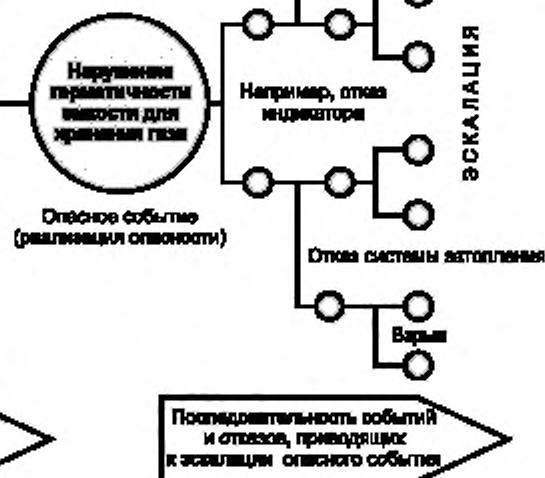 Нарушение
герметичности
емкости для
хранения газа
Например, отказ
индикатора
ЭСКАЛАЦИЯ
Опасное событие
(реализация опасности)
Отказ системы затопления
Взрыв
Последовательность событий
и отказов, приводящих
к эскалации опасного события